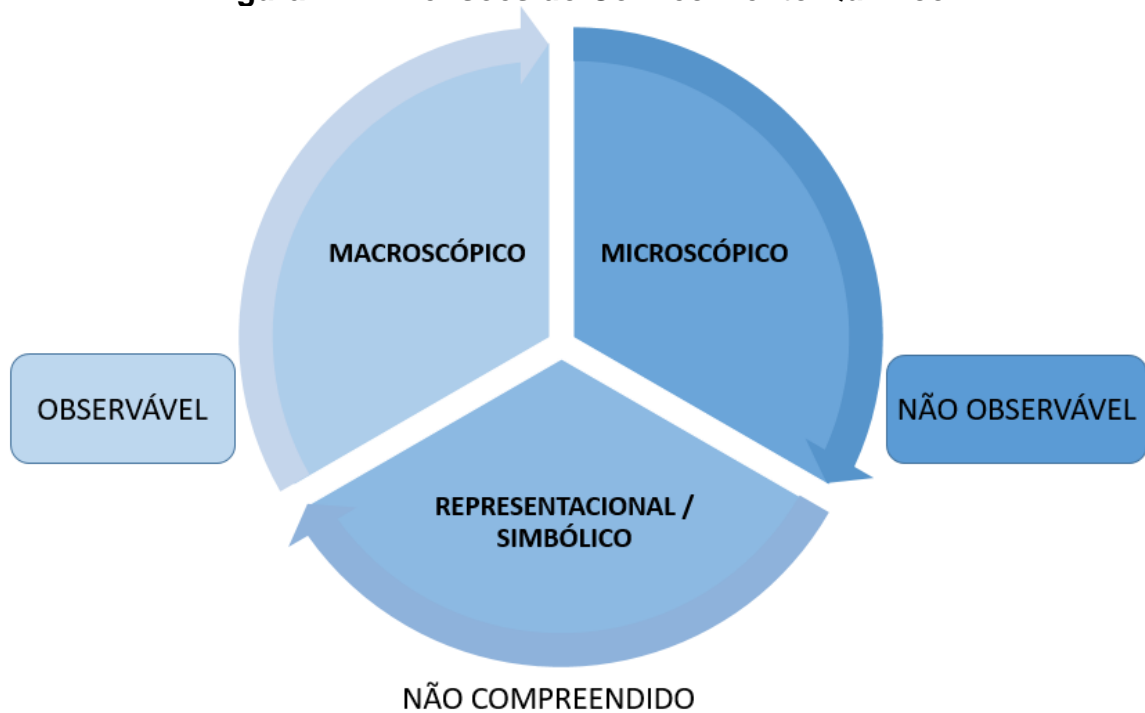 MACROSCÓPICO
MICROSCÓPICO
OBSERVÁVEL
NÃO OBSERVÁVEL
REPRESENTACIONAL /
SIMBÓLICO
NÃO COMPREENDIDO